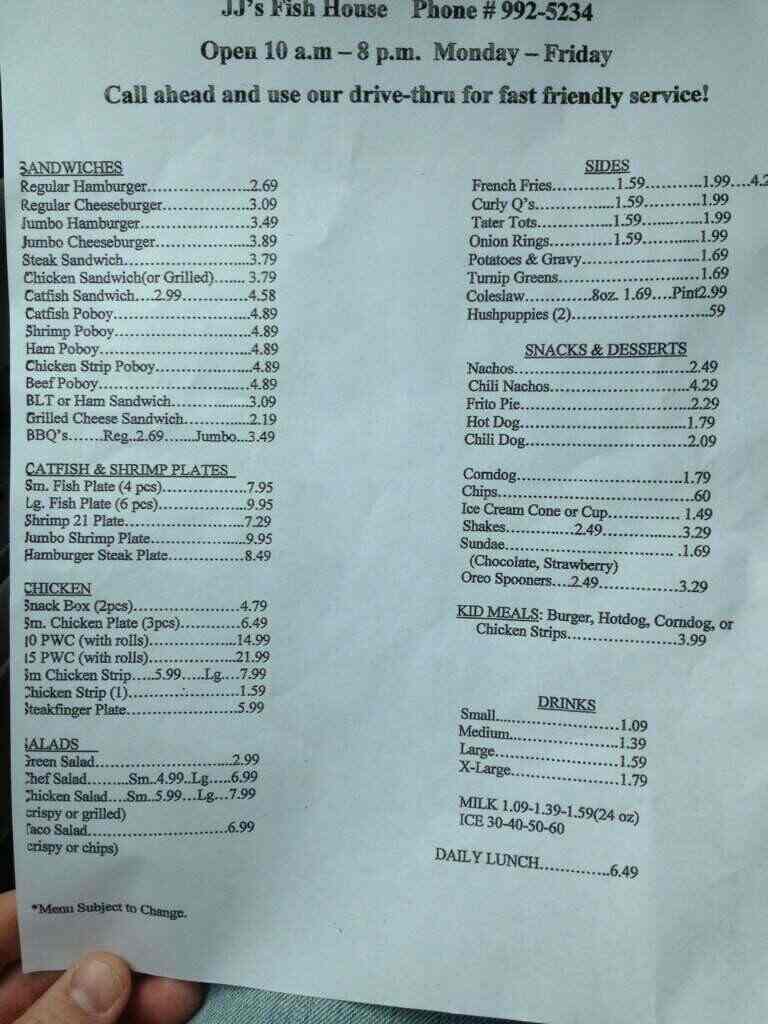 JJ's Fish House Phone # 992-5234
Open 10 a.m – 8 p.m. Monday – Friday
Call ahead and use our drive-thru for fast friendly service!
SANDWICHES
Regular Hamburger......................2.69
Regular Cheeseburger...................3.09
Jumbo Hamburger........................3.49
Jumbo Cheeseburger.....................3.89
Steak Sandwich.........................3.79
Chicken Sandwich(or Grilled)....... 3.79
Catfish Sandwich....2.99...............4.58
Catfish Poboy..........................4.89
Shrimp Poboy...........................4.89
Ham Poboy..............................4.89
Chicken Strip Poboy....................4.89
Beef Poboy.............................4.89
BLT or Ham Sandwich....................3.09
Grilled Cheese Sandwich................2.19
BBQ's.......Reg..2.69.......Jumbo...3.49
CATFISH & SHRIMP PLATES
Sm. Fish Plate (4 pcs).................7.95
Lg. Fish Plate (6 pcs).................9.95
Shrimp 21 Plate........................7.29
Jumbo Shrimp Plate.....................9.95
Hamburger Steak Plate..................8.49
CHICKEN
Snack Box (2pcs).......................4.79
Sm. Chicken Plate (3pcs)...............6.49
10 PWC (with rolls)....................14.99
15 PWC (with rolls)....................21.99
Sm Chicken Strip.....5.99.....Lg....7.99
Chicken Strip (1)......................1.59
Steakfinger Plate......................5.99
SALADS
Green Salad............................2.99
Chef Salad.........Sm..4.99..Lg.....6.99
Chicken Salad....Sm..5.99...Lg...7.99
crispy or grilled)
Taco Salad.............................6.99
crispy or chips)
*Menu Subject to Change.
SIDES
French Fries............1.59...........1.99....4.2
Curly Q's...............1.59...........1.99
Tater Tots..............1.59...........1.99
Onion Rings.............1.59...........1.99
Potatoes & Gravy.......................1.69
Turnip Greens..........................1.69
Coleslaw............8oz. 1.69....Pint2.99
Hushpuppies (2)........................59
SNACKS & DESSERTS
Nachos.................................2.49
Chili Nachos...........................4.29
Frito Pie..............................2.29
Hot Dog................................1.79
Chili Dog..............................2.09
Corndog................................1.79
Chips..................................60
Ice Cream Cone or Cup............. 1.49
Shakes.............2.49................3.29
Sundae.................................1.69
(Chocolate, Strawberry)
Oreo Spooners....2.49..................3.29
KID MEALS: Burger, Hotdog, Corndog, or
Chicken Strips.........................3.99
DRINKS
Small..................................1.09
Medium.................................1.39
Large..................................1.59
X-Large................................1.79
MILK 1.09-1.39-1.59(24 oz)
ICE 30-40-50-60
DAILY LUNCH.............6.49